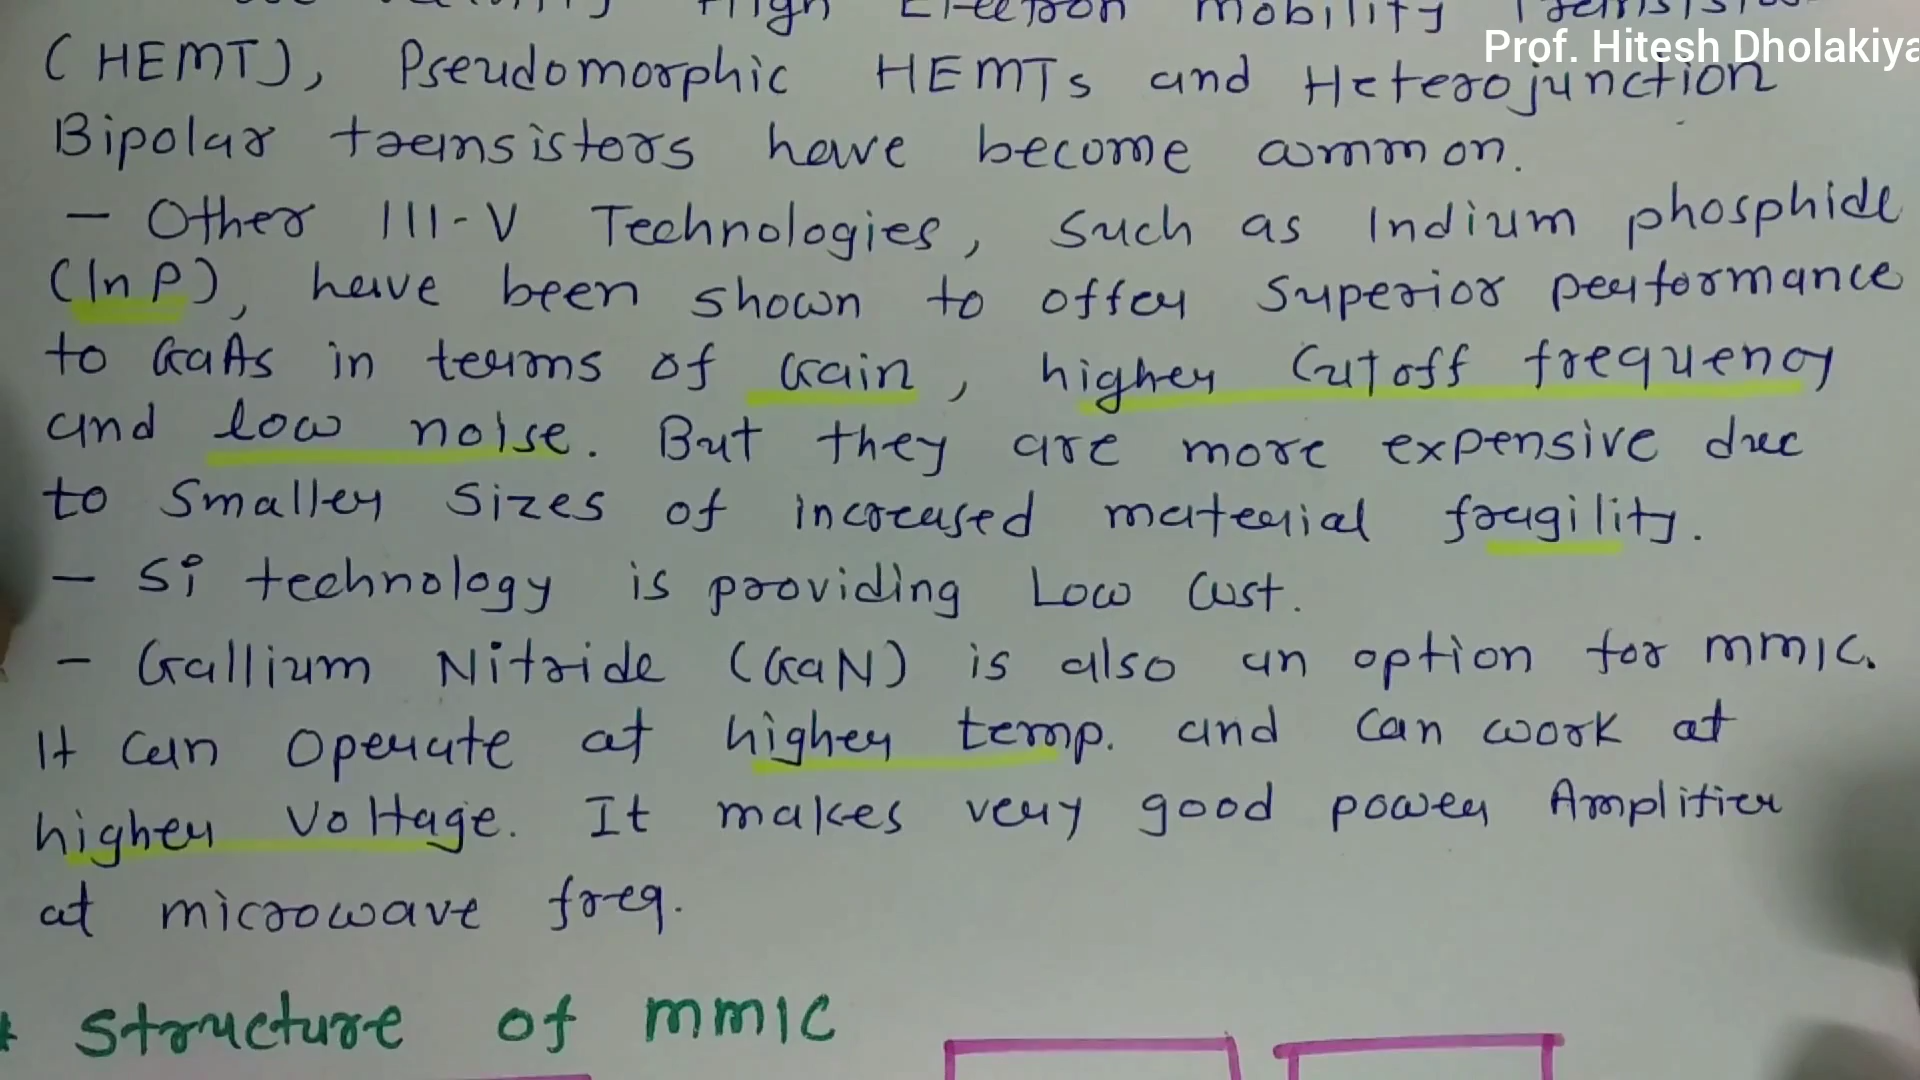 High Electron Mobility
Prof. Hitesh Dholakiya
(HEMT), Pseudomorphic HEMTs and Heterojunction
Bipolar transistors have become common.
- Other III-V Technologies, such as Indium phosphide
(InP), have been shown to offer superior performance
to GaAs in terms of Gain, higher Cutoff frequency
and low noise. But they are more expensive due
to smaller sizes of increased material fragility.
- Si technology is providing Low Cost.
- Gallium Nitride (GaN) is also an option for MMIC.
It can operate at higher temp. and can work at
higher Voltage. It makes very good power Amplifier
at microwave freq.
* Structure of MMIC